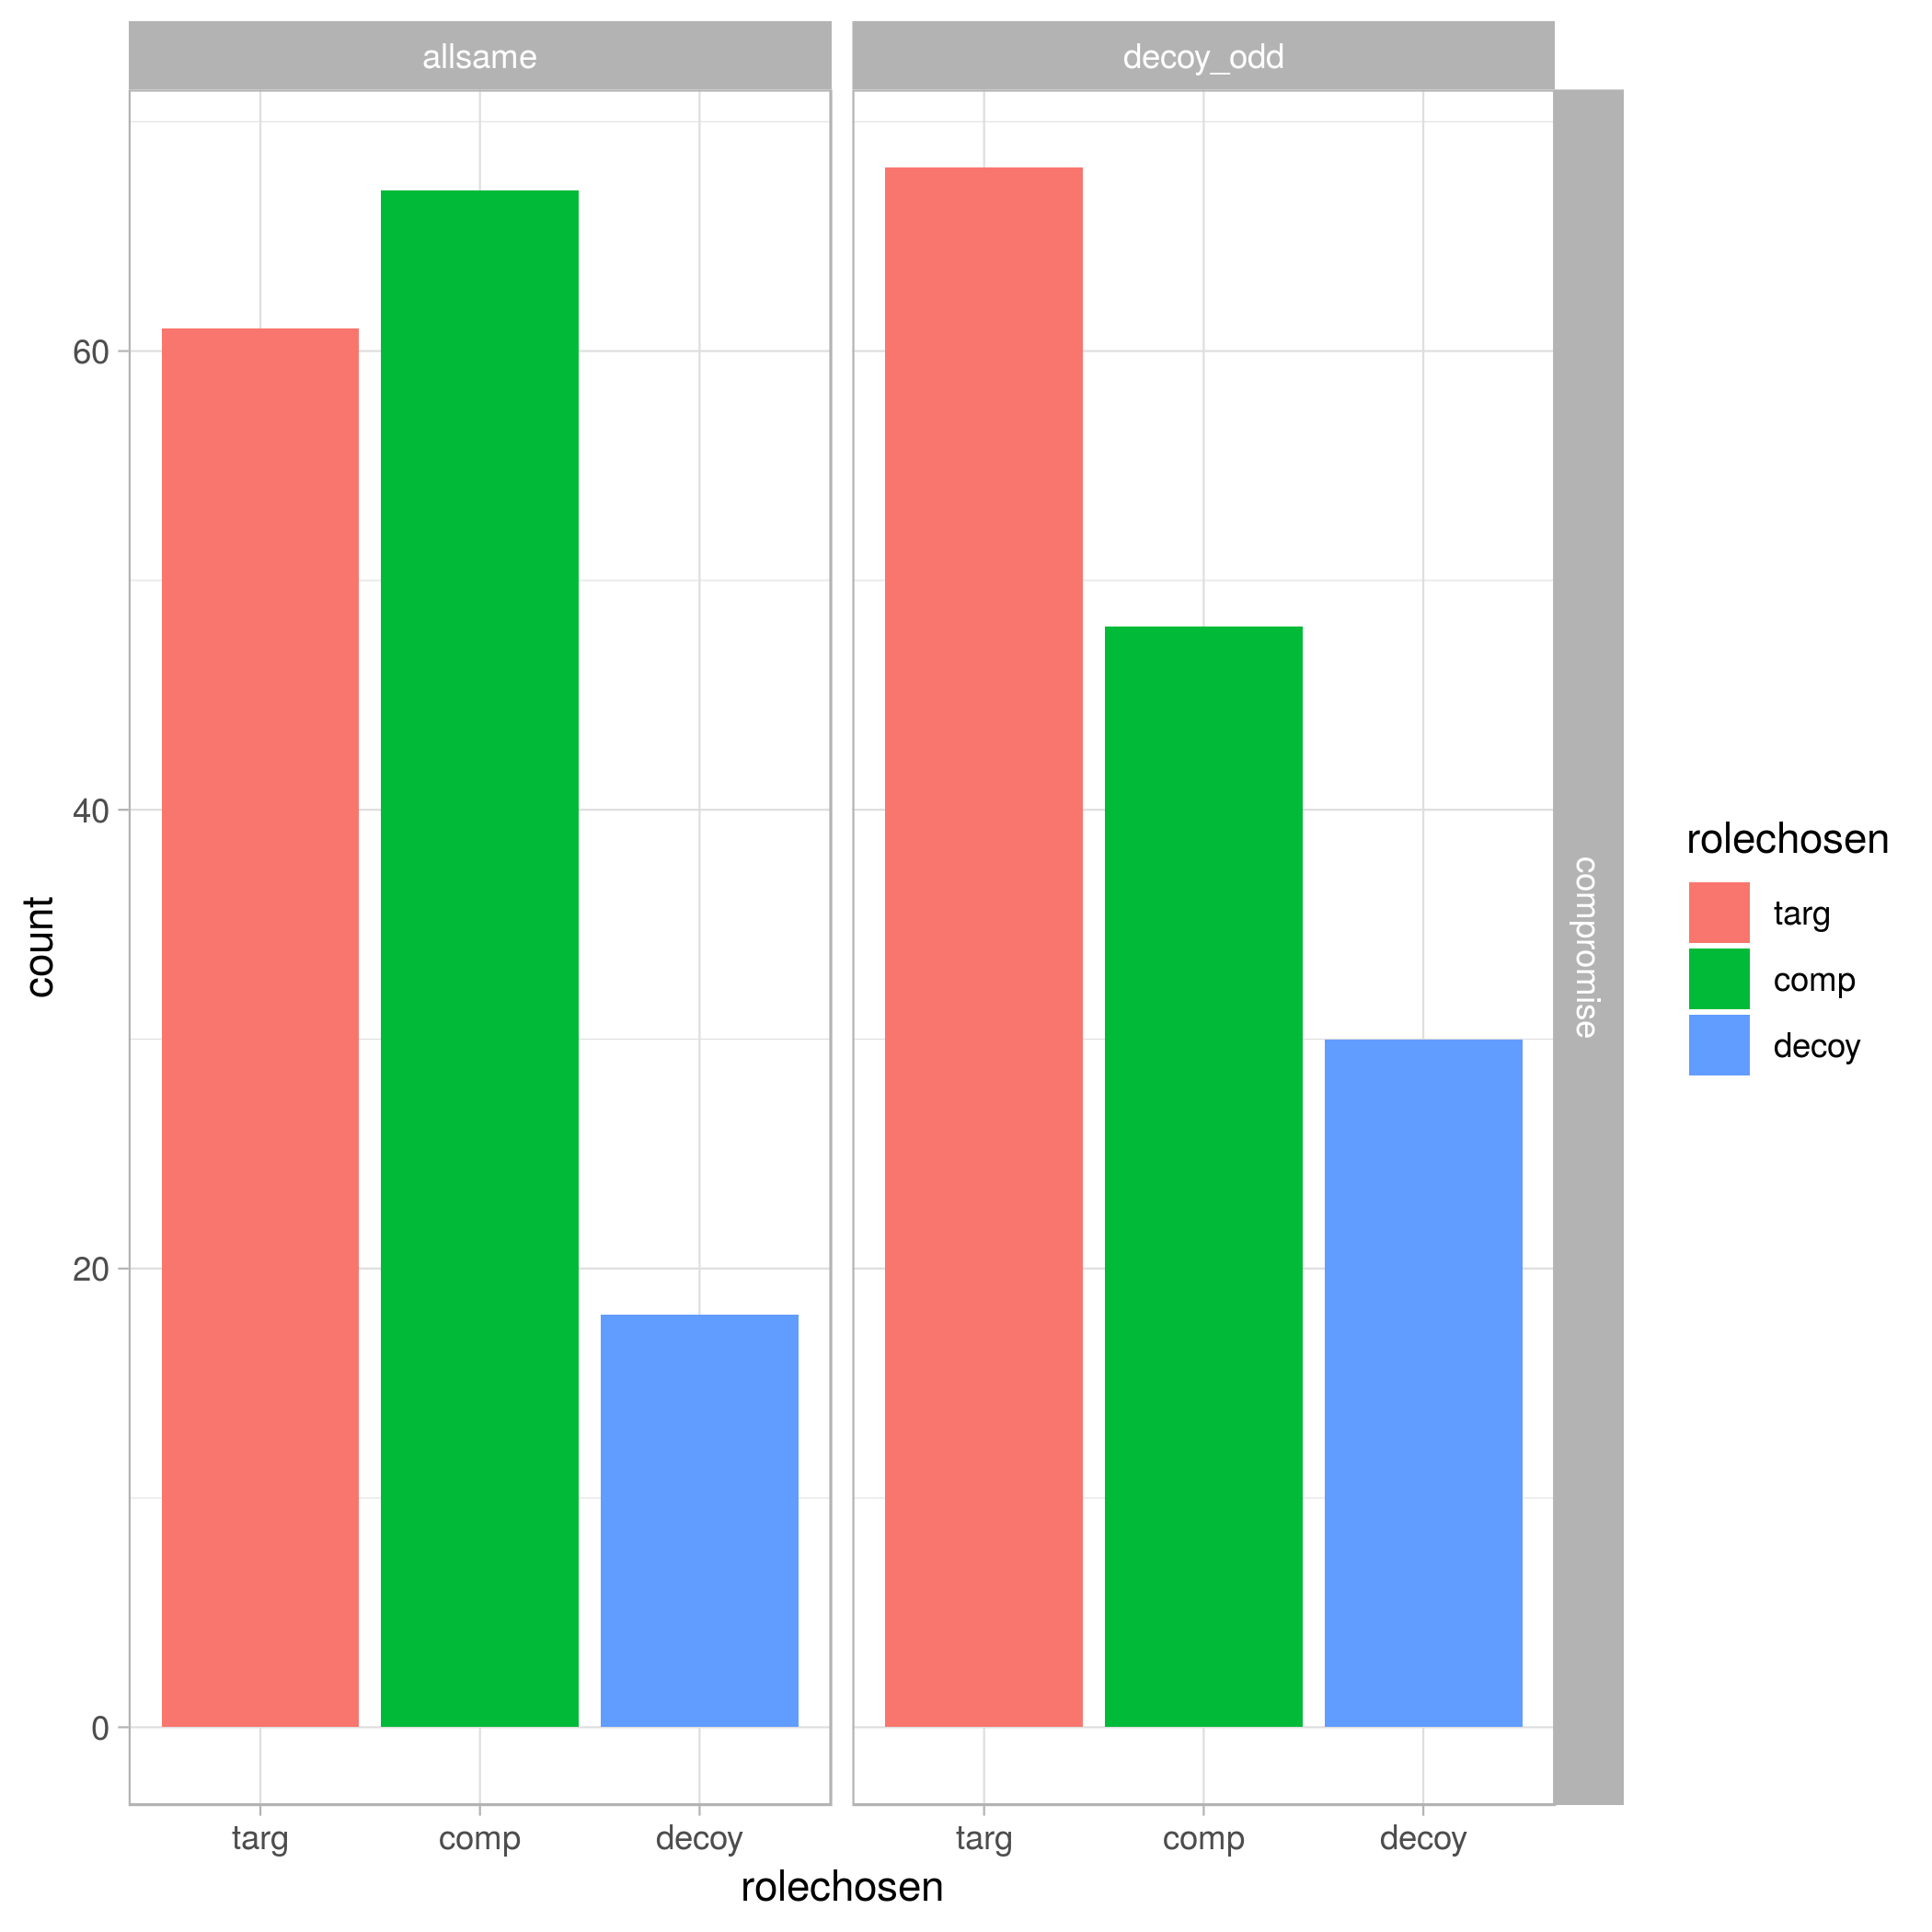 allsame
decoy_odd
60
40
20
0
count
compromise
targ
comp
decoy
targ
comp
decoy
rolechosen
rolechosen
targ
comp
decoy